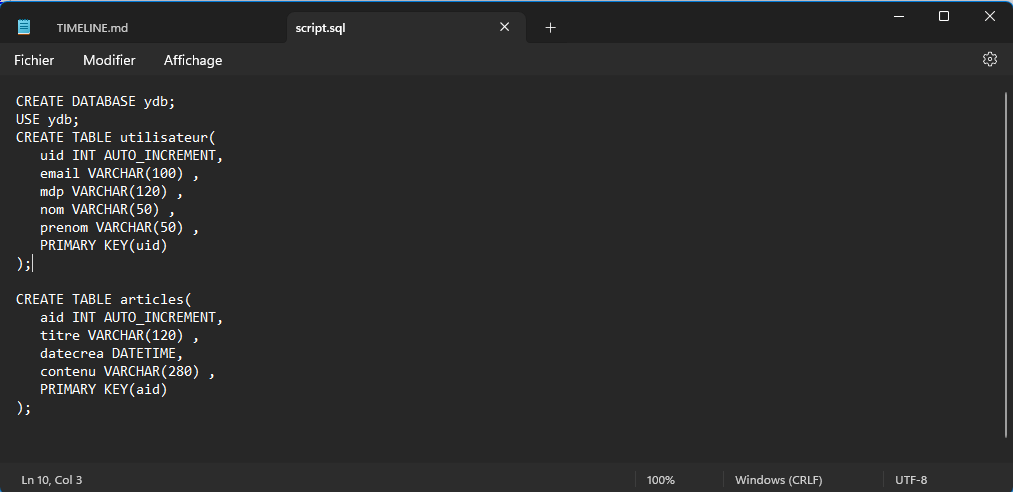 TIMELINE.md
script.sql
Fichier Modifier Affichage
CREATE DATABASE ydb;
USE ydb;
CREATE TABLE utilisateur(
   uid INT AUTO_INCREMENT,
   email VARCHAR(100) ,
   mdp VARCHAR(120) ,
   nom VARCHAR(50) ,
   prenom VARCHAR(50) ,
   PRIMARY KEY(uid)
);

CREATE TABLE articles(
   aid INT AUTO_INCREMENT,
   titre VARCHAR(120) ,
   datecrea DATETIME,
   contenu VARCHAR(280) ,
   PRIMARY KEY(aid)
);
Ln 10, Col 3 100% Windows (CRLF) UTF-8